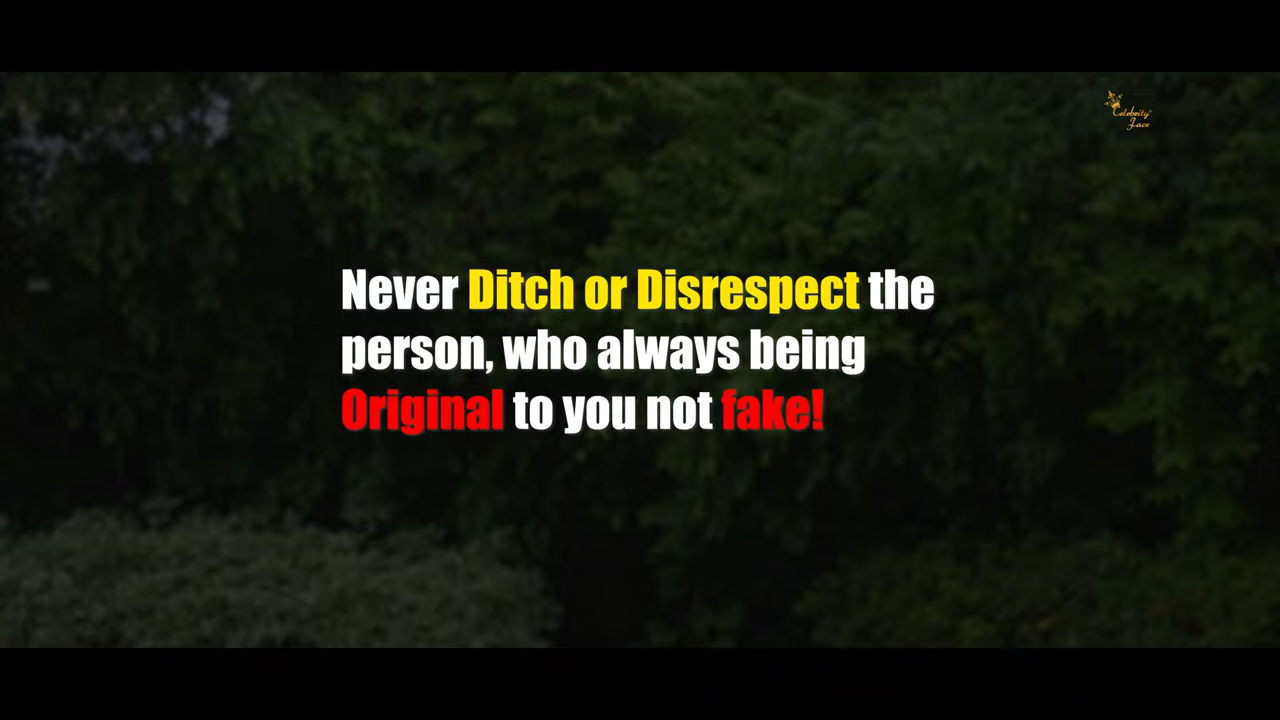 Celebrity
Face
Never Ditch or Disrespect the
person, who always being
Original to you not fake!